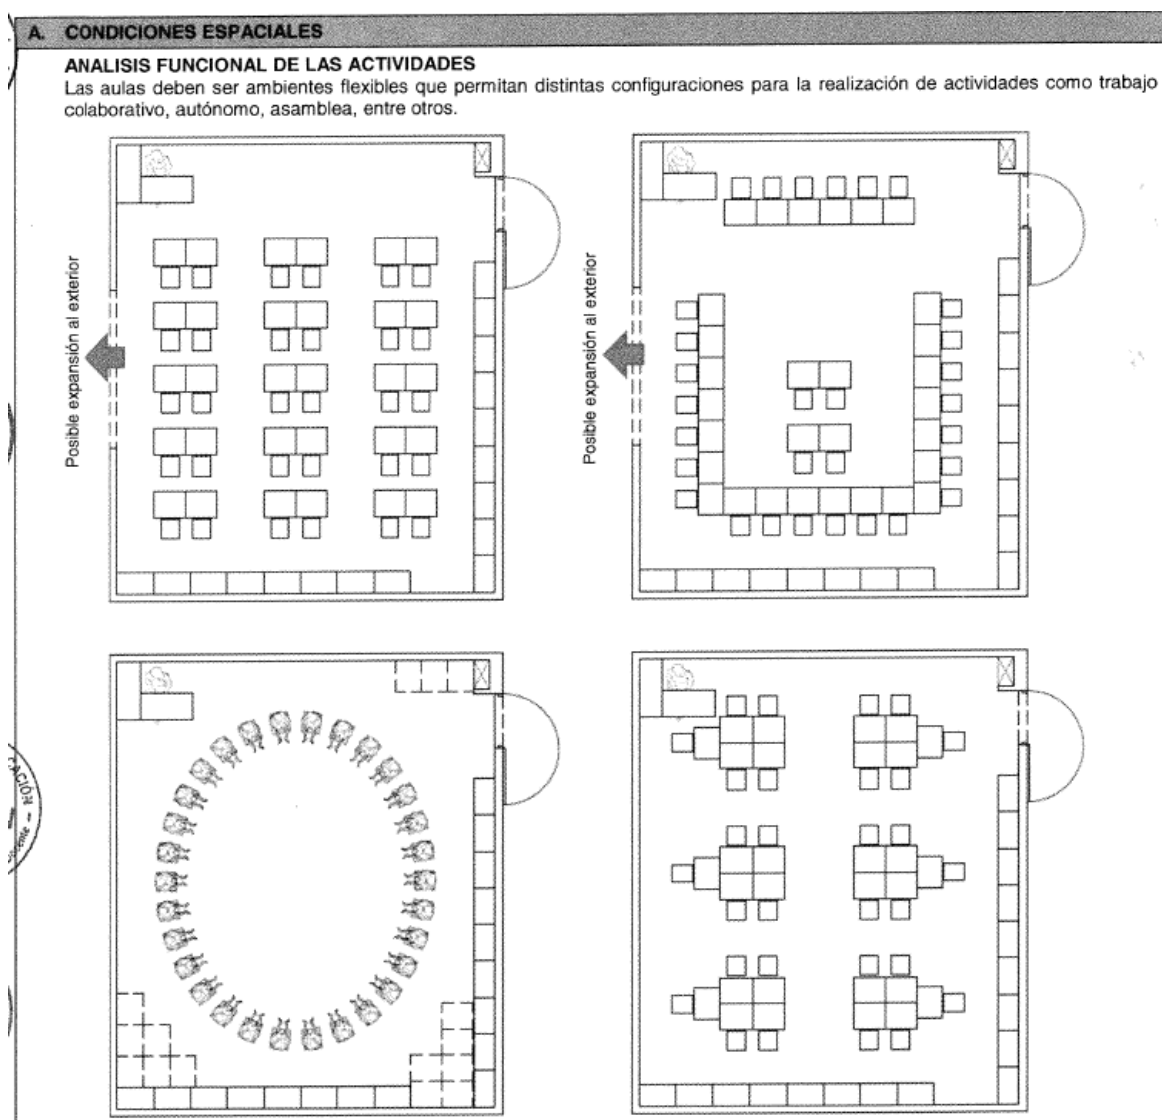 A. CONDICIONES ESPACIALES
ANALISIS FUNCIONAL DE LAS ACTIVIDADES
Las aulas deben ser ambientes flexibles que permitan distintas configuraciones para la realización de actividades como trabajo
colaborativo, autónomo, asamblea, entre otros.
Posible expansión al exterior
Posible expansión al exterior